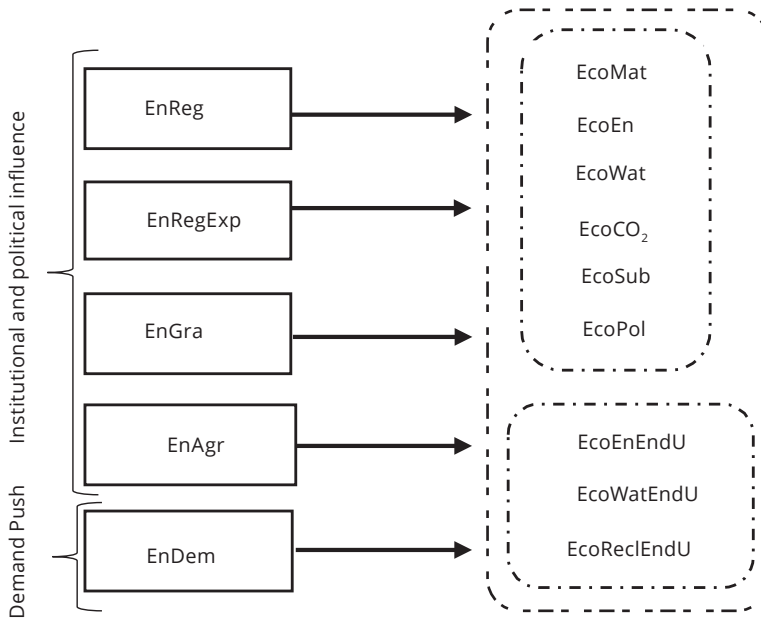 Institutional and political influence
Demand Push
EnReg
EnRegExp
EnGra
EnAgr
EnDem
EcoMat
EcoEn
EcoWat
EcoCO₂
EcoSub
EcoPol
EcoEnEndU
EcoWatEndU
EcoReclEndU